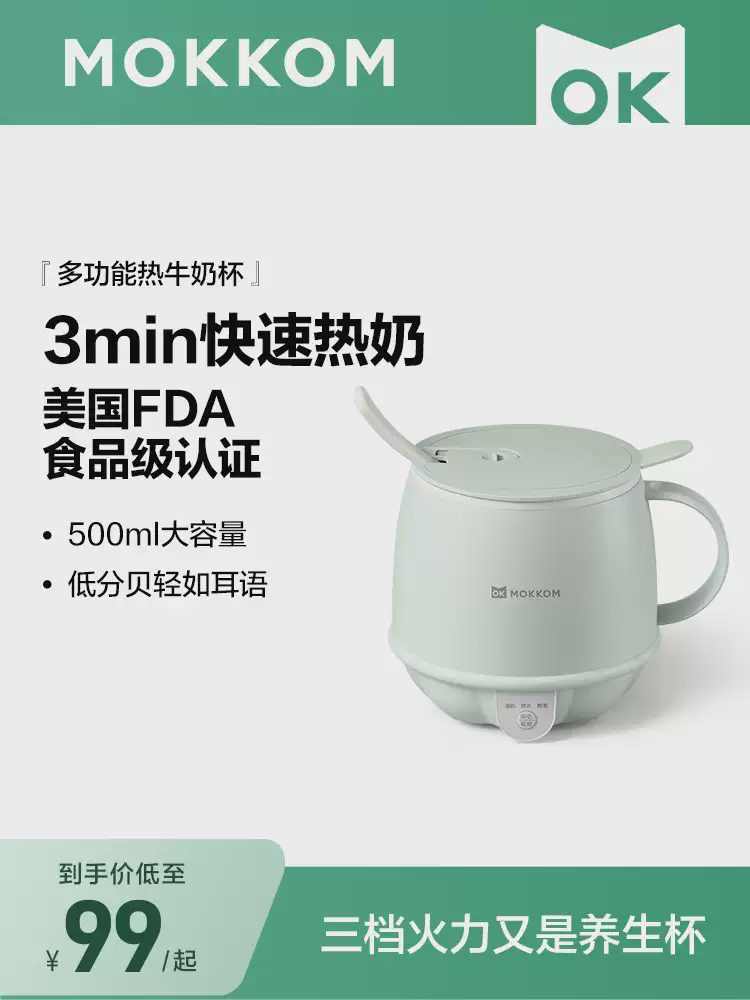 MOKKOM
OK
『多功能热牛奶杯』
3min快速热奶
美国FDA
食品级认证
• 500ml大容量
• 低分贝轻如耳语
OK MOKKOM
到手价低至
¥99/起
三档火力又是养生杯